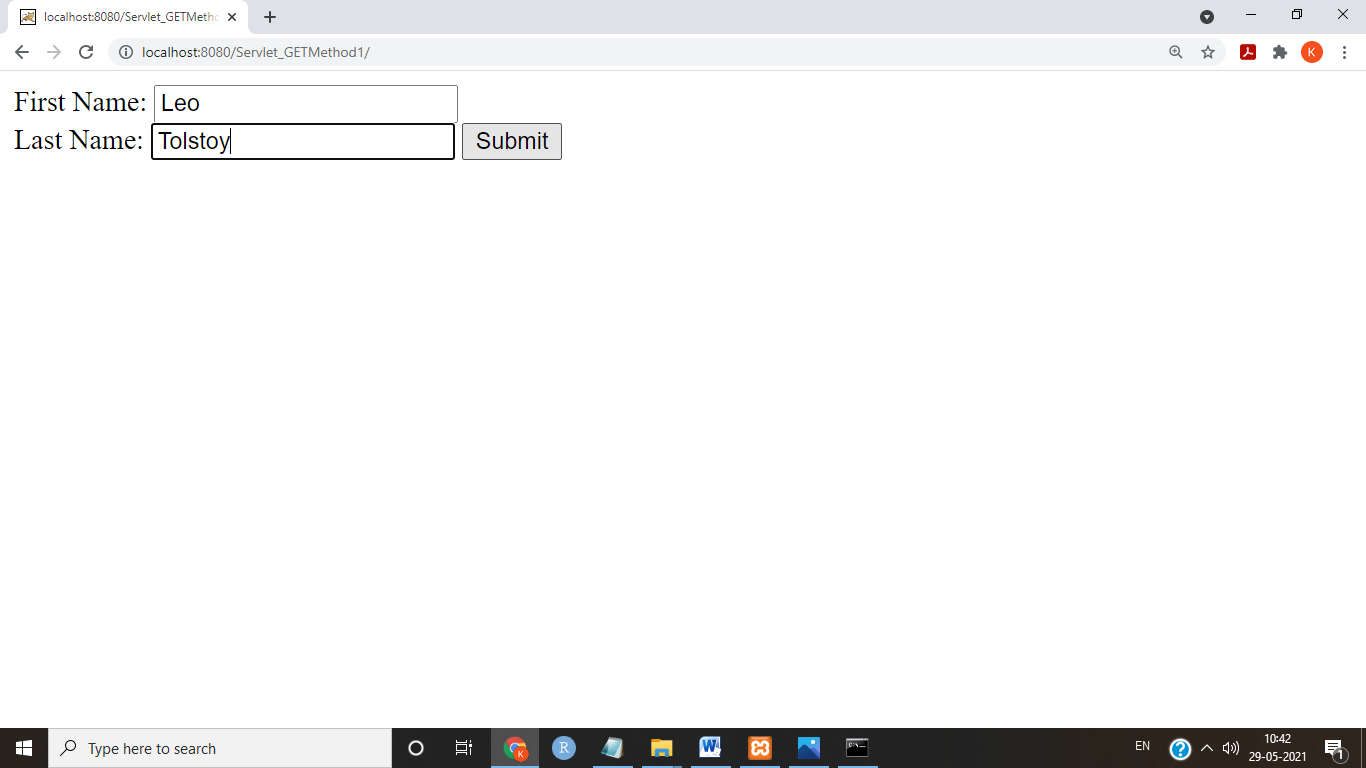 localhost:8080/Servlet_GETMetho
localhost:8080/Servlet_GETMethod1/
K
First Name: Leo
Last Name: Tolstoy Submit
Type here to search
K
R
W
EN
10:42
29-05-2021
1